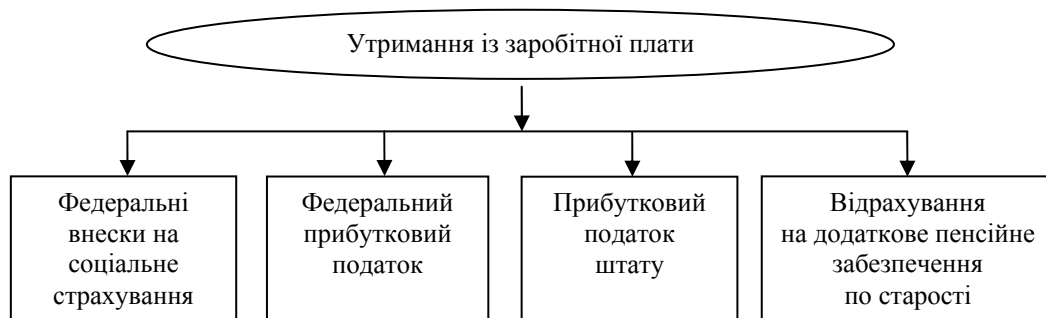 Утримання із заробітної плати
Федеральні
внески на
соціальне
страхування
Федеральний
прибутковий
податок
Прибутковий
податок
штату
Відрахування
на додаткове пенсійне
забезпечення
по старості